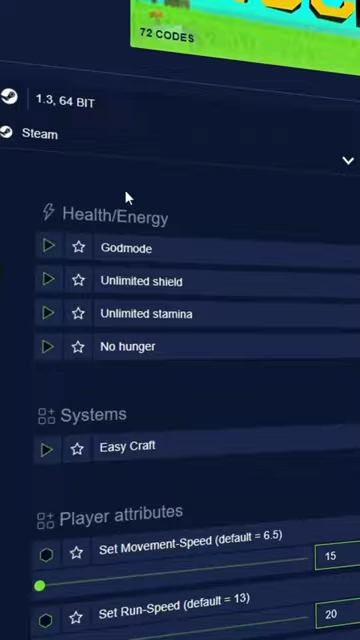 72 CODES
1.3, 64 BIT
Steam
Health/Energy
Godmode
Unlimited shield
Unlimited stamina
No hunger
Systems
Easy Craft
Player attributes
Set Movement-Speed (default = 6.5)
15
Set Run-Speed (default = 13)
20